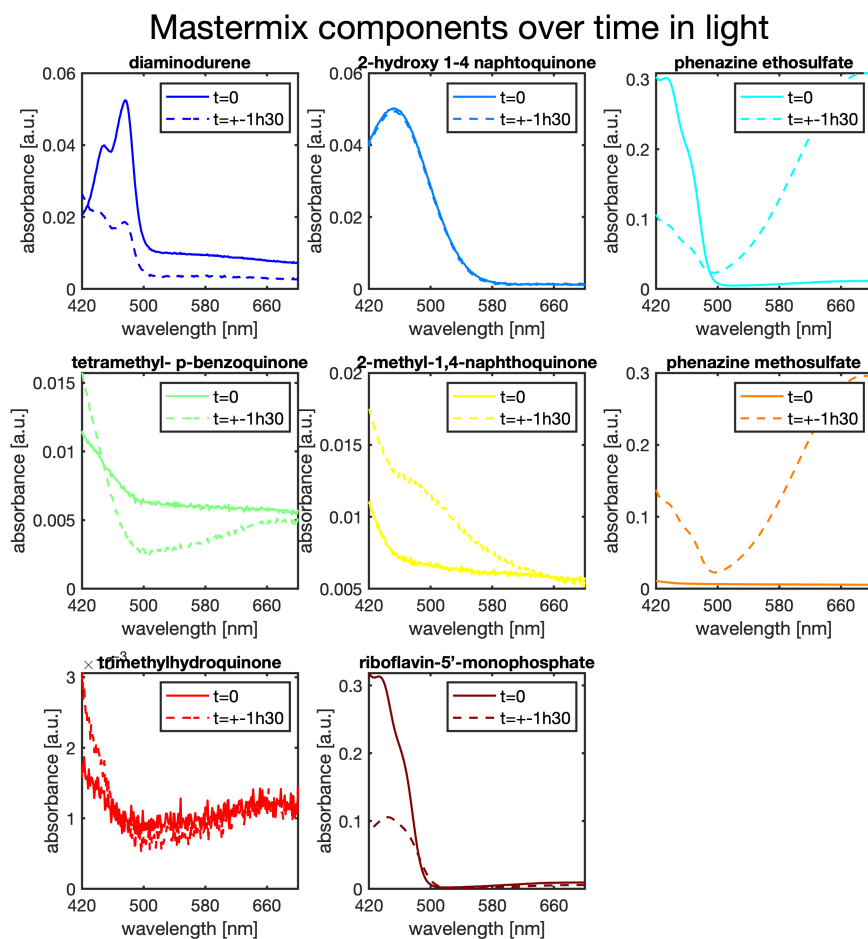 Mastermix components over time in light
diaminodurene
2-hydroxy 1-4 naphtoquinone
phenazine ethosulfate
absorbance [a.u.]
0.06
0.04
0.02
0
t=0
t=+-1h30
420 500 580 660
wavelength [nm]
absorbance [a.u.]
0.06
0.04
0.02
0
t=0
t=+-1h30
420 500 580 660
wavelength [nm]
absorbance [a.u.]
0.3
0.2
0.1
0
t=0
t=+-1h30
420 500 580 660
wavelength [nm]
tetramethyl- p-benzoquinone
2-methyl-1,4-naphthoquinone
phenazine methosulfate
absorbance [a.u.]
0.015
0.01
0.005
0
t=0
t=+-1h30
420 500 580 660
wavelength [nm]
absorbance [a.u.]
0.02
0.015
0.01
0.005
t=0
t=+-1h30
420 500 580 660
wavelength [nm]
absorbance [a.u.]
0.3
0.2
0.1
0
t=0
t=+-1h30
420 500 580 660
wavelength [nm]
trimethylhydroquinone
riboflavin-5'-monophosphate
absorbance [a.u.]
× 10-3
3
2
1
0
t=0
t=+-1h30
420 500 580 660
wavelength [nm]
absorbance [a.u.]
0.3
0.2
0.1
0
t=0
t=+-1h30
420 500 580 660
wavelength [nm]